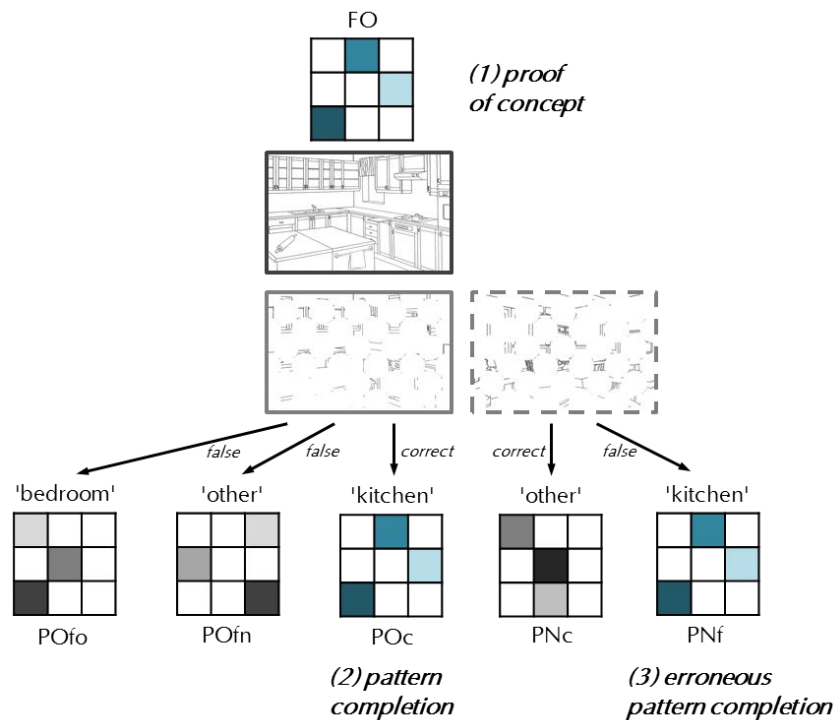 FO
(1) proof
of concept
false
false
correct
correct
false
'bedroom'
'other'
'kitchen'
'other'
'kitchen'
POfo
POfn
POc
PNc
PNf
(2) pattern
completion
(3) erroneous
pattern completion